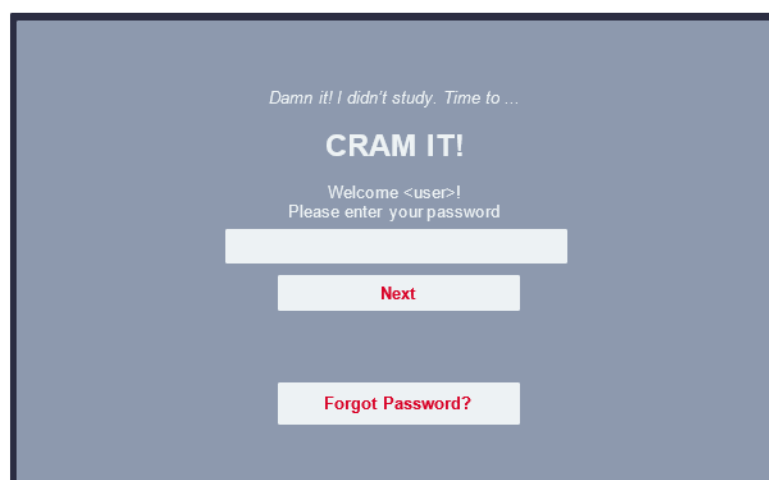 Damn it! I didn't study. Time to ...
CRAM IT!
Welcome <user>!
Please enter your password
Next
Forgot Password?